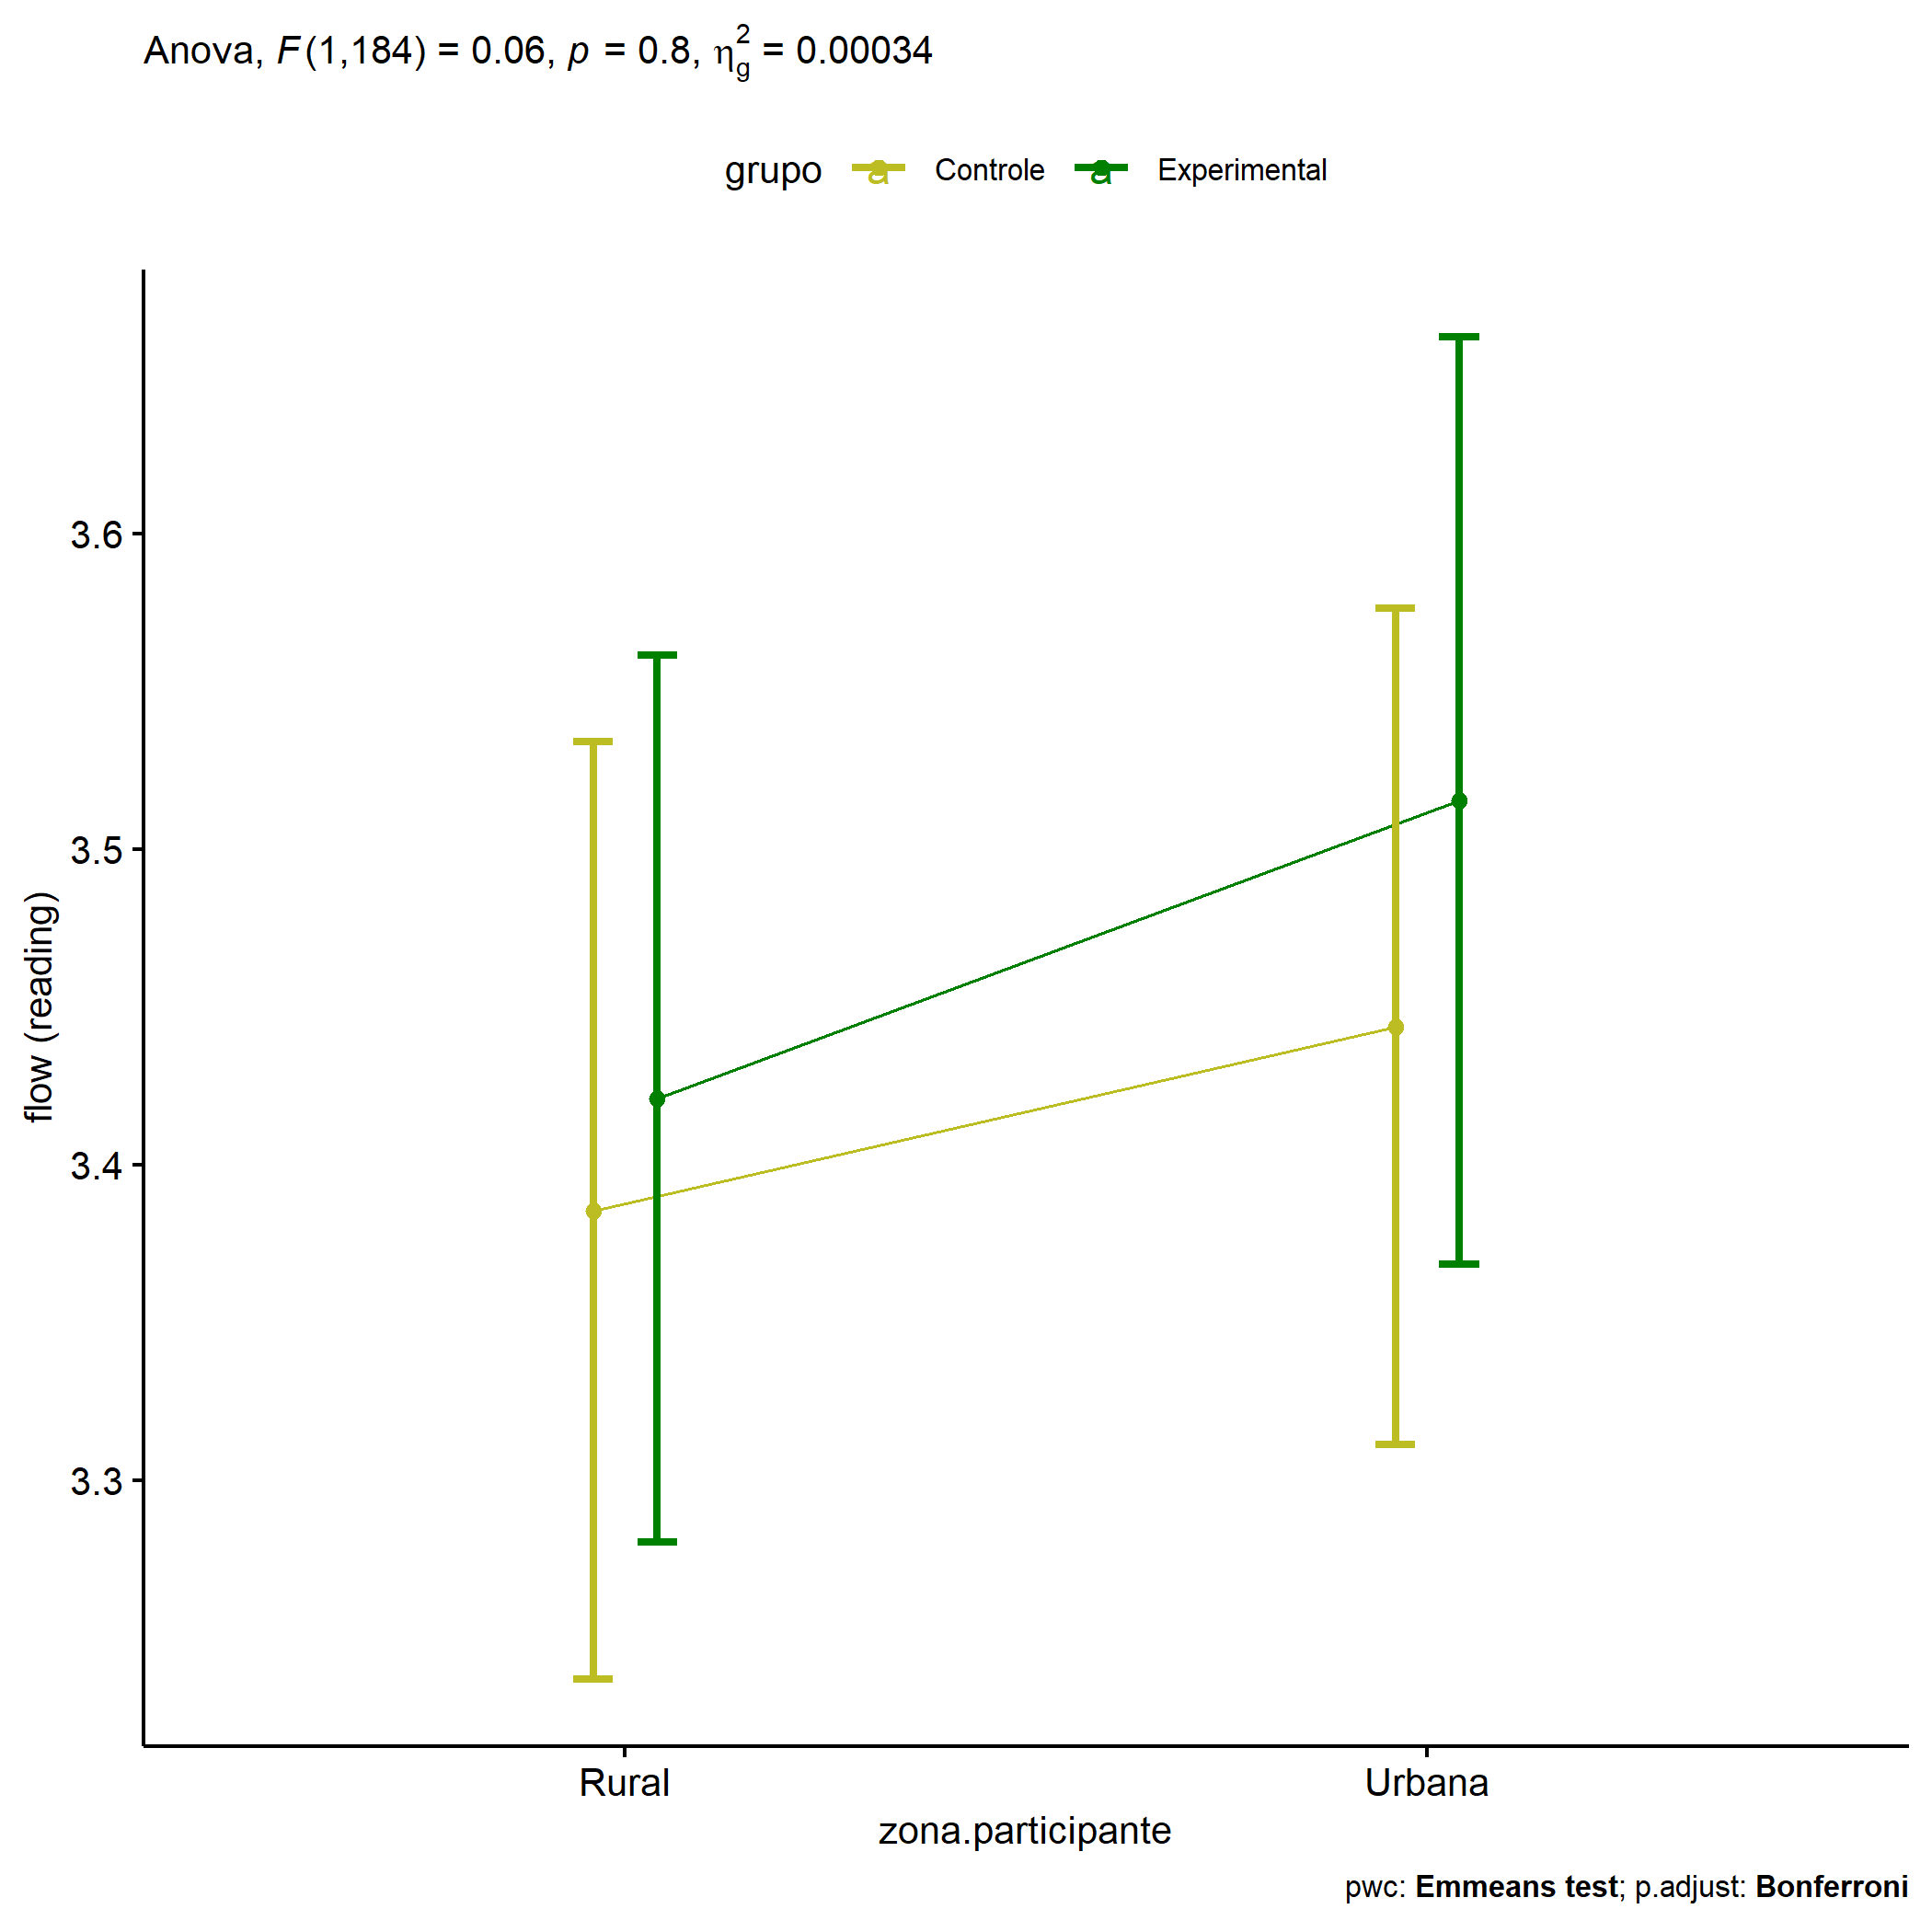 Anova, F(1,184) = 0.06, p = 0.8, η²g = 0.00034
grupo a Controle a Experimental
3.6
3.5
3.4
3.3
flow (reading)
Rural Urbana
zona.participante
pwc: Emmeans test; p.adjust: Bonferroni